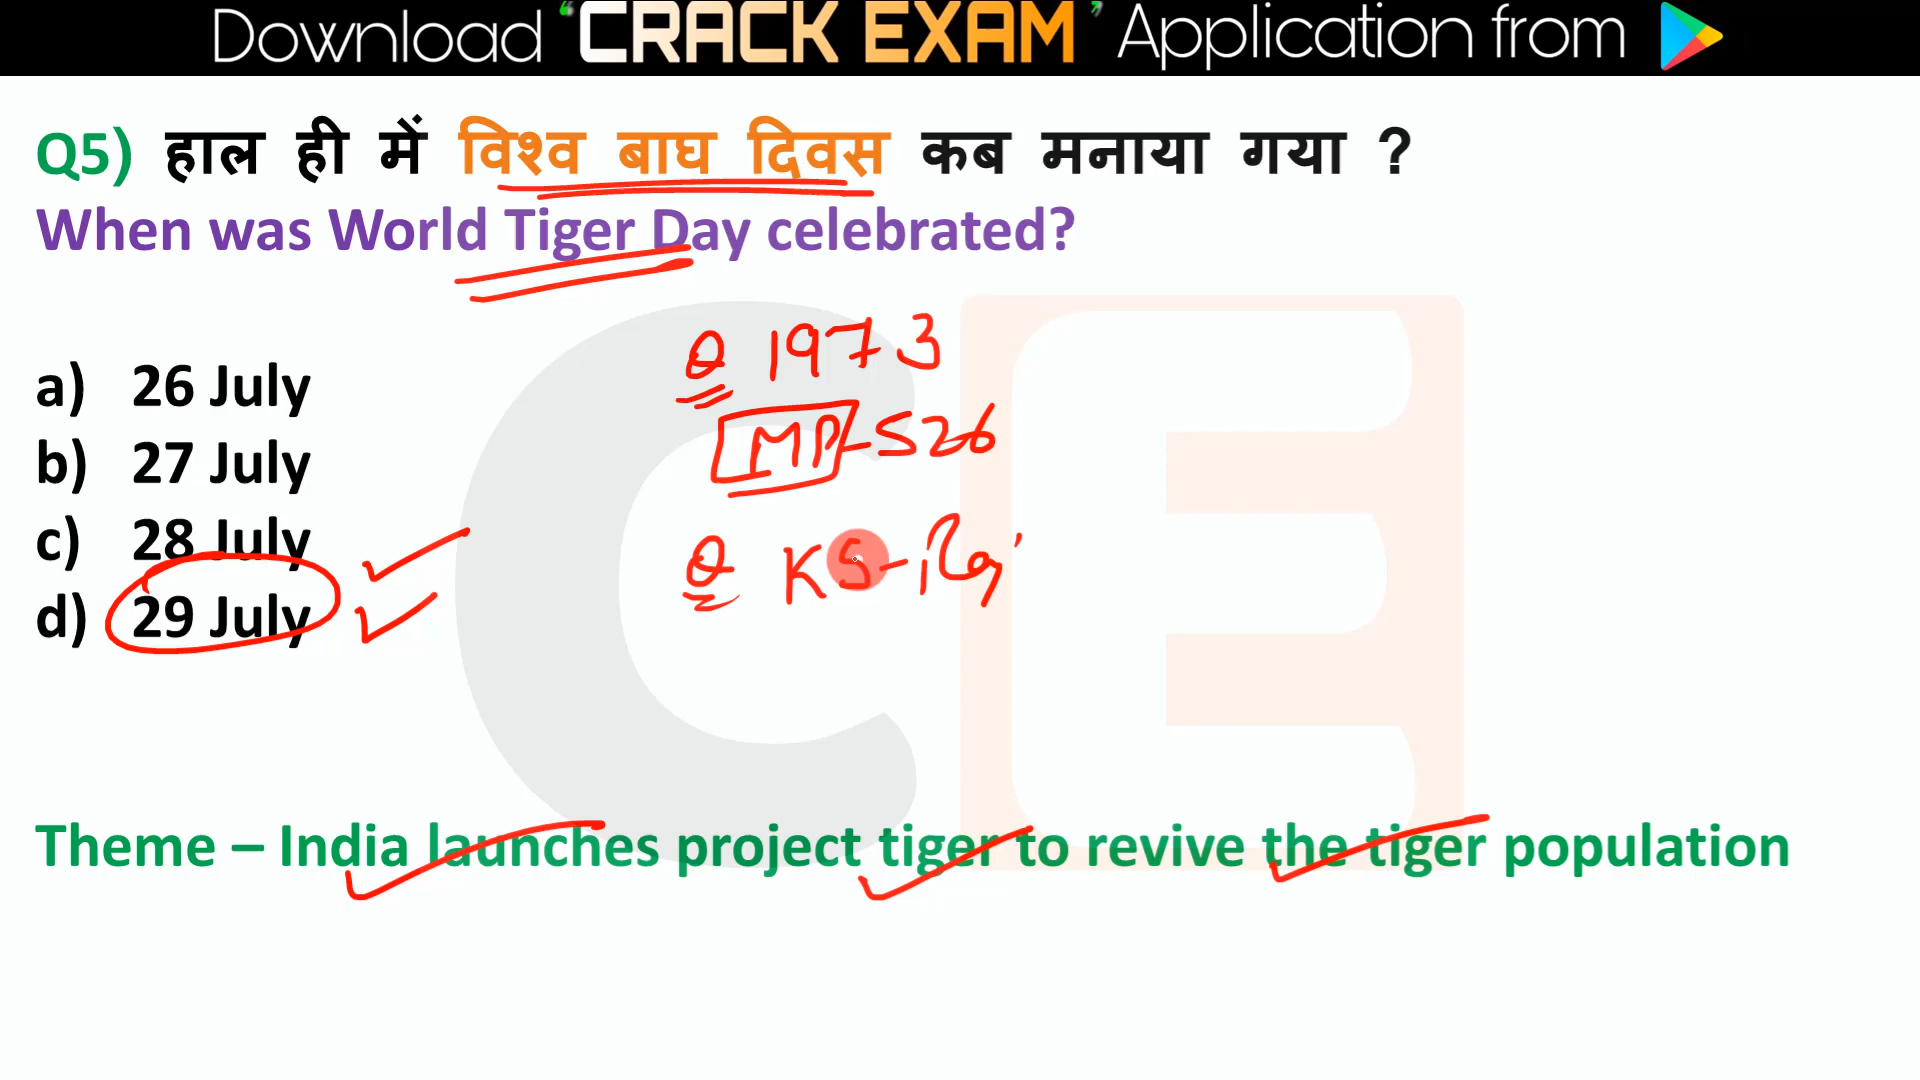 Download ‘CRACK EXAM’ Application from
Q5) हाल ही में विश्व बाघ दिवस कब मनाया गया ?
When was World Tiger Day celebrated?
a) 26 July
b) 27 July
c) 28 July
d) 29 July
Q 1973
MP-526
Q KS-
Theme – India launches project tiger to revive the tiger population